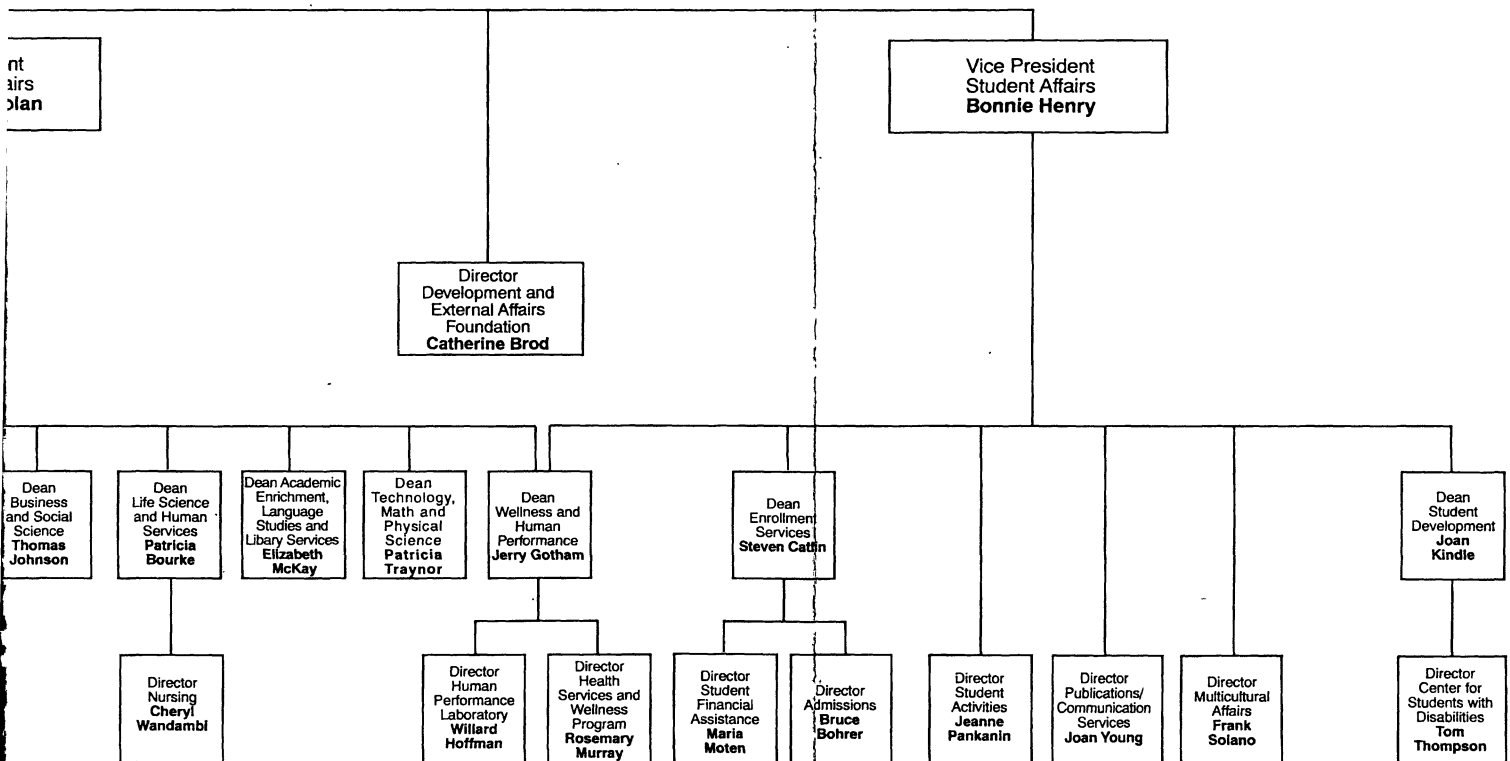 nt
airs
olan
Vice President
Student Affairs
Bonnie Henry
Director
Development and
External Affairs
Foundation
Catherine Brod
Dean
Business
and Social
Science
Thomas
Johnson
Dean
Life Science
and Human
Services
Patricia
Bourke
Dean Academic
Enrichment,
Language
Studies and
Libary Services
Elizabeth
McKay
Dean
Technology,
Math and
Physical
Science
Patricia
Traynor
Dean
Wellness and
Human
Performance
Jerry Gotham
Dean
Enrollment
Services
Steven Catlin
Dean
Student
Development
Joan
Kindle
Director
Nursing
Cheryl
Wandambi
Director
Human
Performance
Laboratory
Willard
Hoffman
Director
Health
Services and
Wellness
Program
Rosemary
Murray
Director
Student
Financial
Assistance
Maria
Moten
Director
Admissions
Bruce
Bohrer
Director
Student
Activities
Jeanne
Pankanin
Director
Publications/
Communication
Services
Joan Young
Director
Multicultural
Affairs
Frank
Solano
Director
Center for
Students with
Disabilities
Tom
Thompson